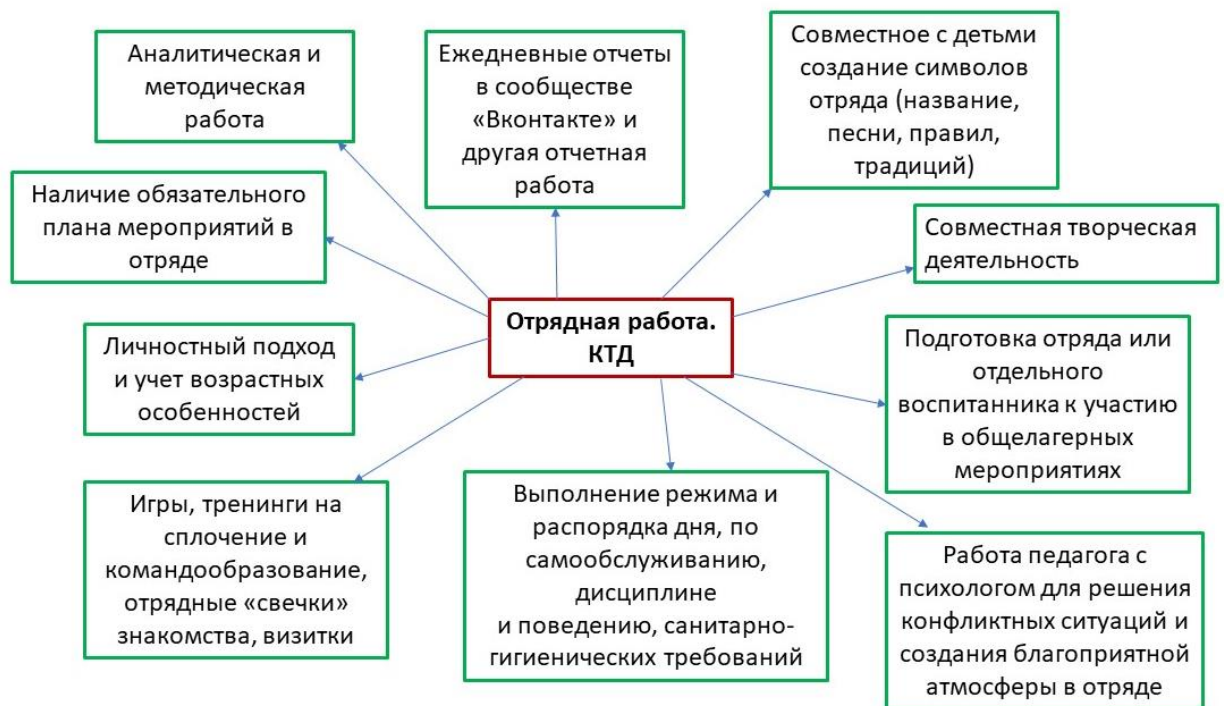 Аналитическая и
методическая
работа
Ежедневные отчеты
в сообществе
«Вконтакте» и
другая отчетная
работа
Совместное с детьми
создание символов
отряда (название,
песни, правил,
традиций)
Наличие обязательного
плана мероприятий в
отряде
Совместная творческая
деятельность
Отрядная работа.
КТД
Личностный подход
и учет возрастных
особенностей
Подготовка отряда или
отдельного
воспитанника к участию
в общелагерных
мероприятиях
Игры, тренинги на
сплочение и
командообразование,
отрядные «свечки»
знакомства, визитки
Выполнение режима и
распорядка дня, по
самообслуживанию,
дисциплине
и поведению, санитарно-
гигиенических требований
Работа педагога с
психологом для решения
конфликтных ситуаций и
создания благоприятной
атмосферы в отряде